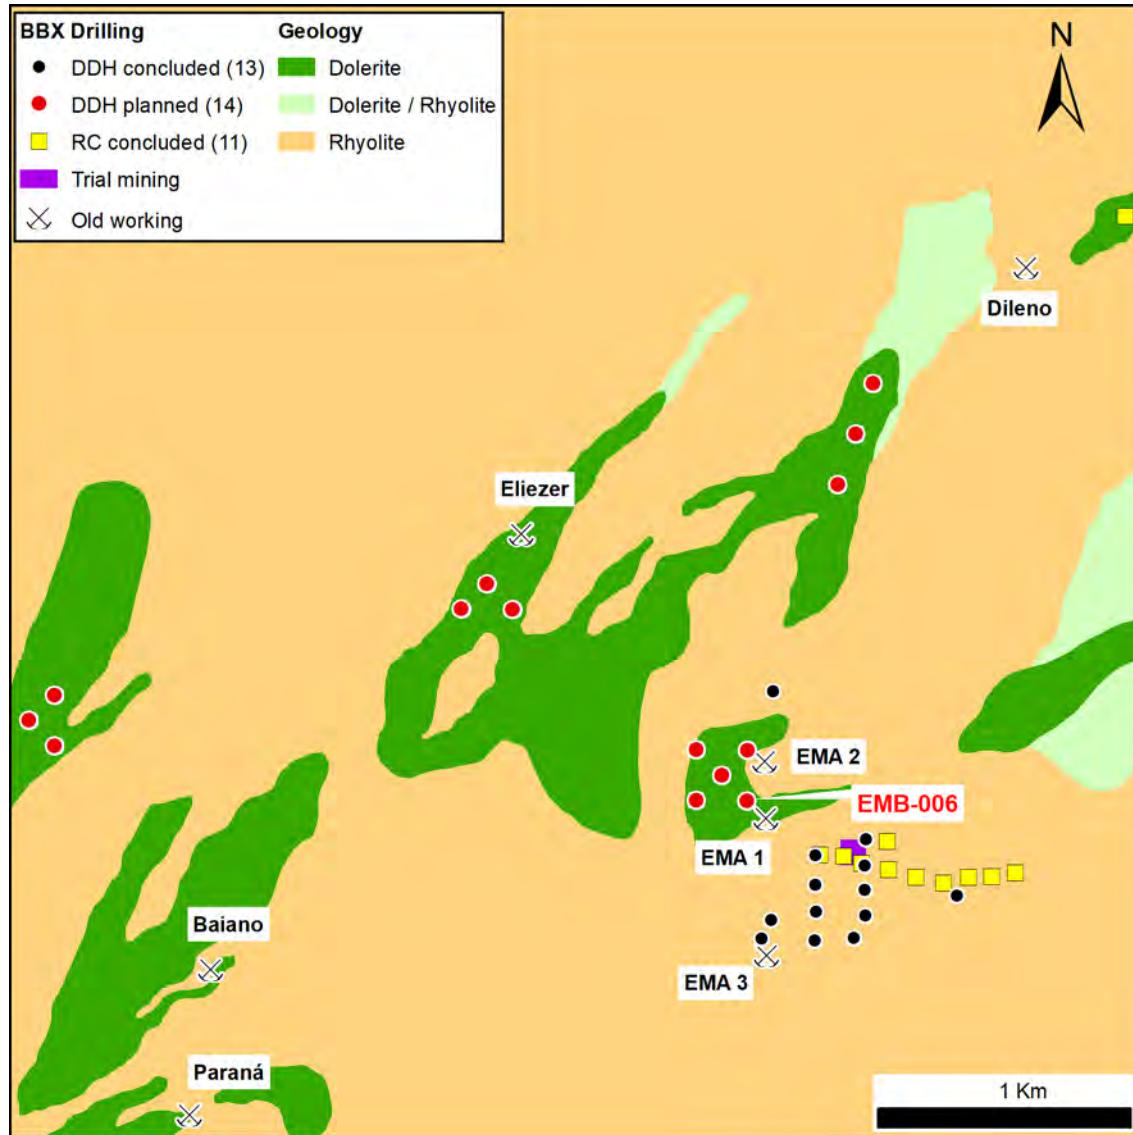 BBX Drilling
DDH concluded (13)
DDH planned (14)
RC concluded (11)
Trial mining
Old working
Geology
Dolerite
Dolerite / Rhyolite
Rhyolite
N
Dileno
Eliezer
EMA 2
EMB-006
EMA 1
Baiano
EMA 3
Paraná
1 Km